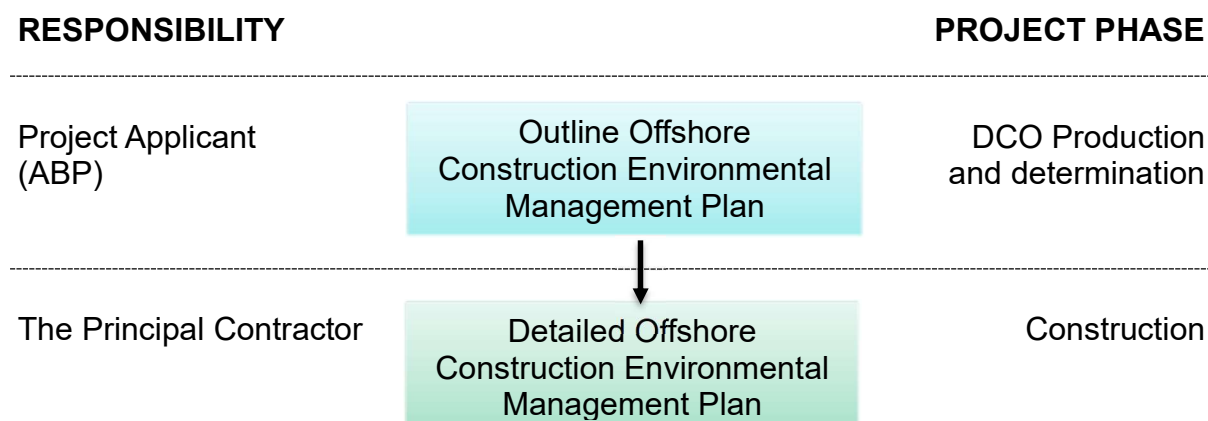 RESPONSIBILITY
PROJECT PHASE
Project Applicant
(ABP)
Outline Offshore
Construction Environmental
Management Plan
DCO Production
and determination
The Principal Contractor
Detailed Offshore
Construction Environmental
Management Plan
Construction